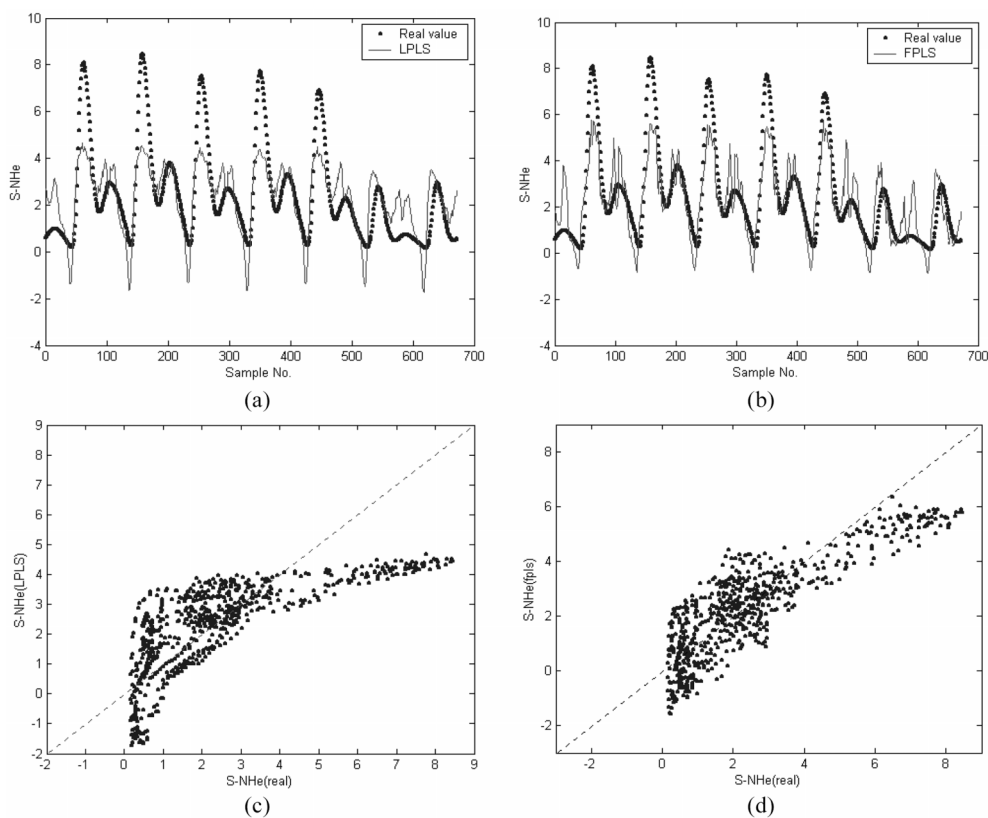 10
8
6
4
2
0
-2
-4
S-NHe
Real value
LPLS
0 100 200 300 400 500 600 700
Sample No.
(a)
10
8
6
4
2
0
-2
-4
S-NHe
Real value
FPLS
0 100 200 300 400 500 600 700
Sample No.
(b)
9
8
7
6
5
4
3
2
1
0
-1
-2
S-NHe(LPLS)
-2 -1 0 1 2 3 4 5 6 7 8 9
S-NHe(real)
(c)
8
6
4
2
0
-2
S-NHe(fpls)
-2 0 2 4 6 8
S-NHe(real)
(d)